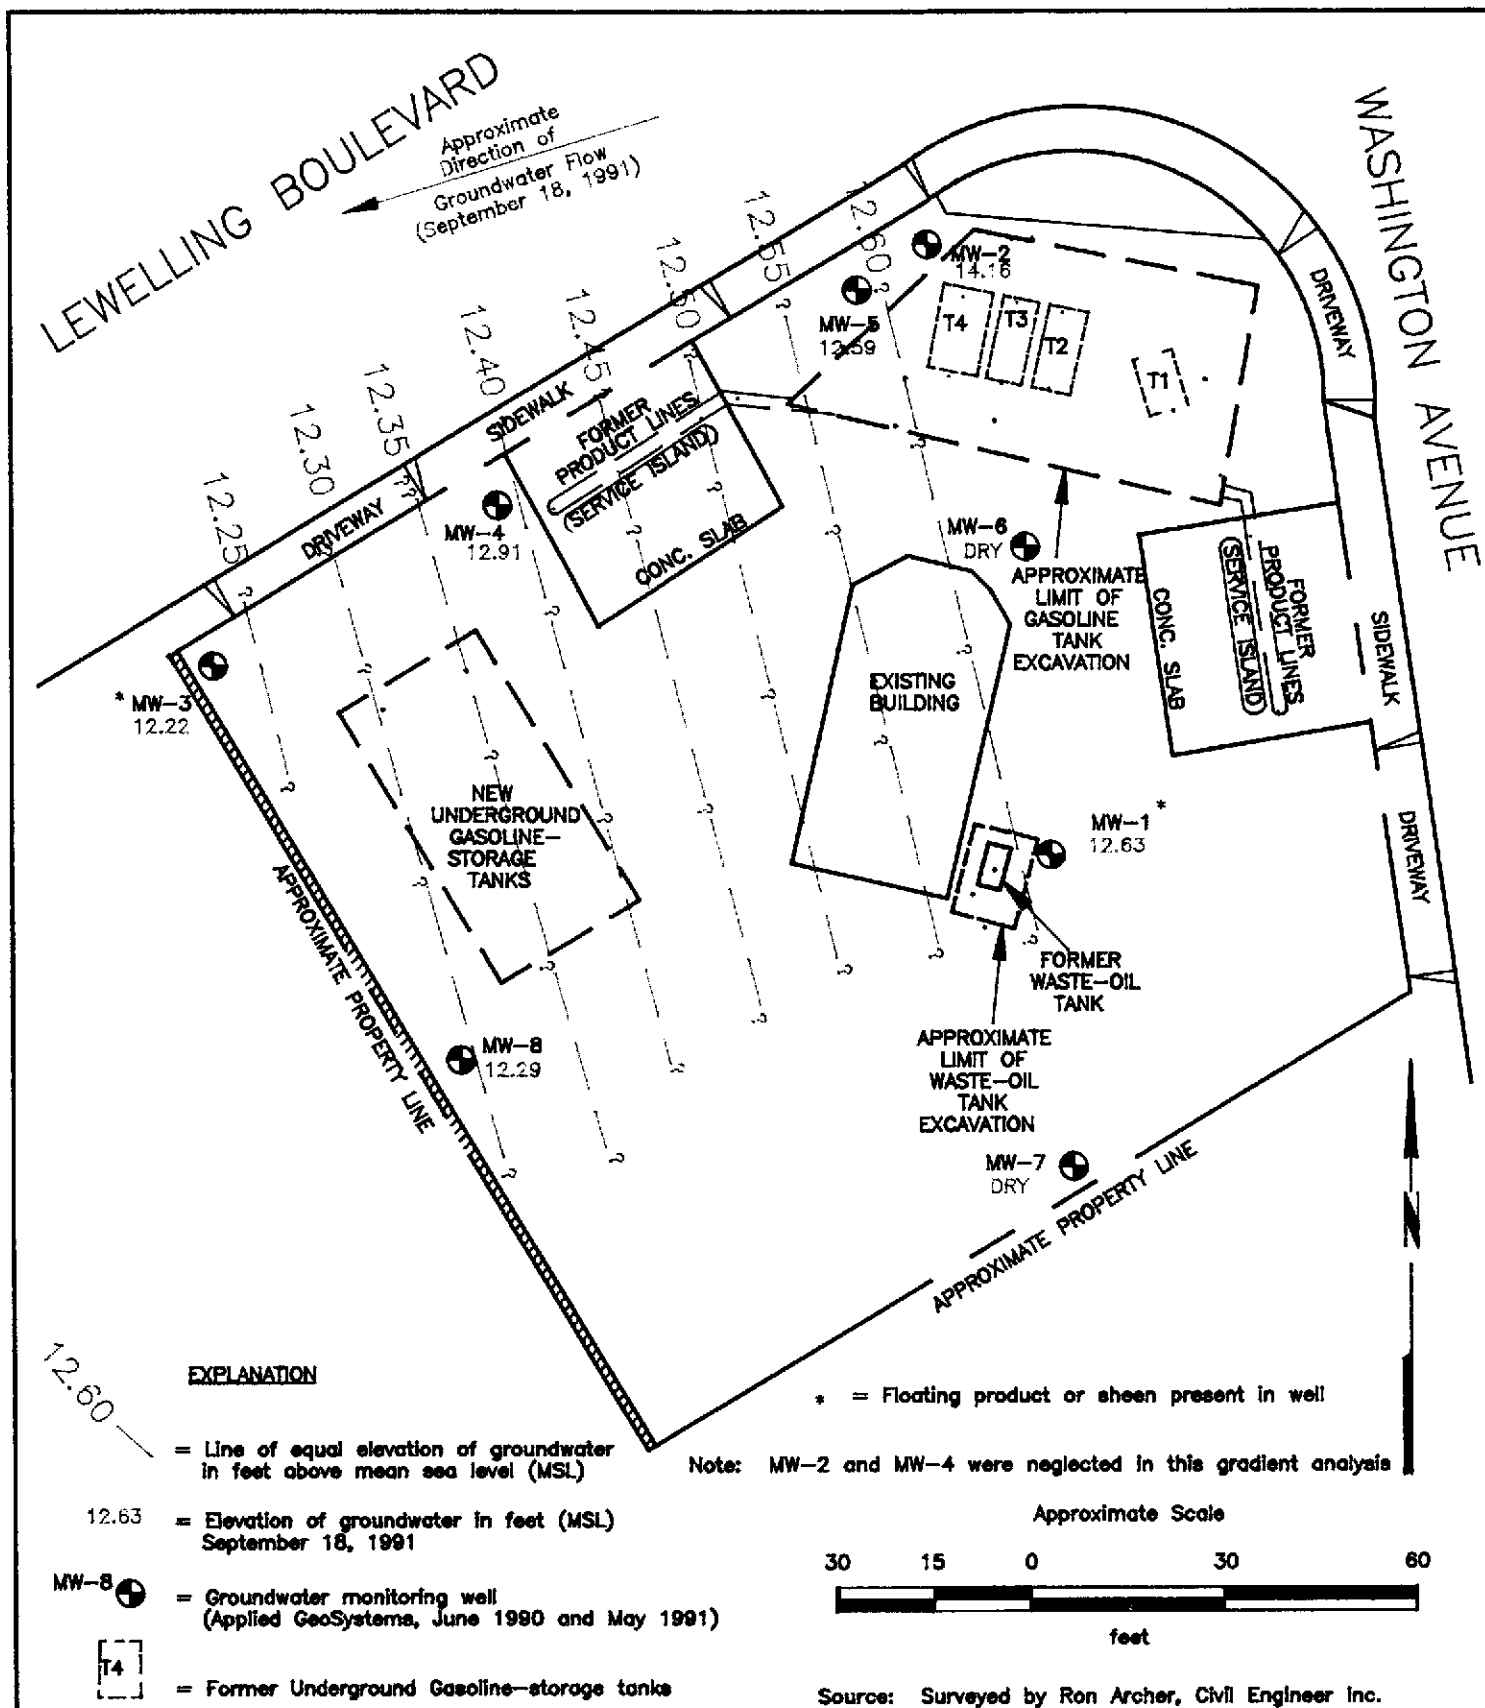 LEWELLING BOULEVARD
Approximate
Direction of
Groundwater Flow
(September 18, 1991)
WASHINGTON AVENUE
12.25
12.30
12.35
12.40
12.45
12.50
12.55
12.60
MW-2
14.16
MW-5
12.59
T4
T3
T2
T1
DRIVEWAY
SIDEWALK
DRIVEWAY
FORMER
PRODUCT LINES
(SERVICE ISLAND)
CONC. SLAB
MW-4
12.91
MW-6
DRY
APPROXIMATE
LIMIT OF
GASOLINE
TANK
EXCAVATION
FORMER
PRODUCT LINES
(SERVICE ISLAND)
CONC. SLAB
SIDEWALK
DRIVEWAY
* MW-3
12.22
EXISTING
BUILDING
NEW
UNDERGROUND
GASOLINE-
STORAGE
TANKS
MW-1 *
12.63
FORMER
WASTE-OIL
TANK
APPROXIMATE
LIMIT OF
WASTE-OIL
TANK
EXCAVATION
APPROXIMATE PROPERTY LINE
MW-8
12.29
MW-7
DRY
APPROXIMATE PROPERTY LINE
N
EXPLANATION
12.60
= Line of equal elevation of groundwater
in feet above mean sea level (MSL)
12.63 = Elevation of groundwater in feet (MSL)
September 18, 1991
MW-8 = Groundwater monitoring well
(Applied GeoSystems, June 1990 and May 1991)
T4 = Former Underground Gasoline-storage tanks
* = Floating product or sheen present in well
Note: MW-2 and MW-4 were neglected in this gradient analysis
Approximate Scale
30 15 0 30 60
feet
Source: Surveyed by Ron Archer, Civil Engineer Inc.